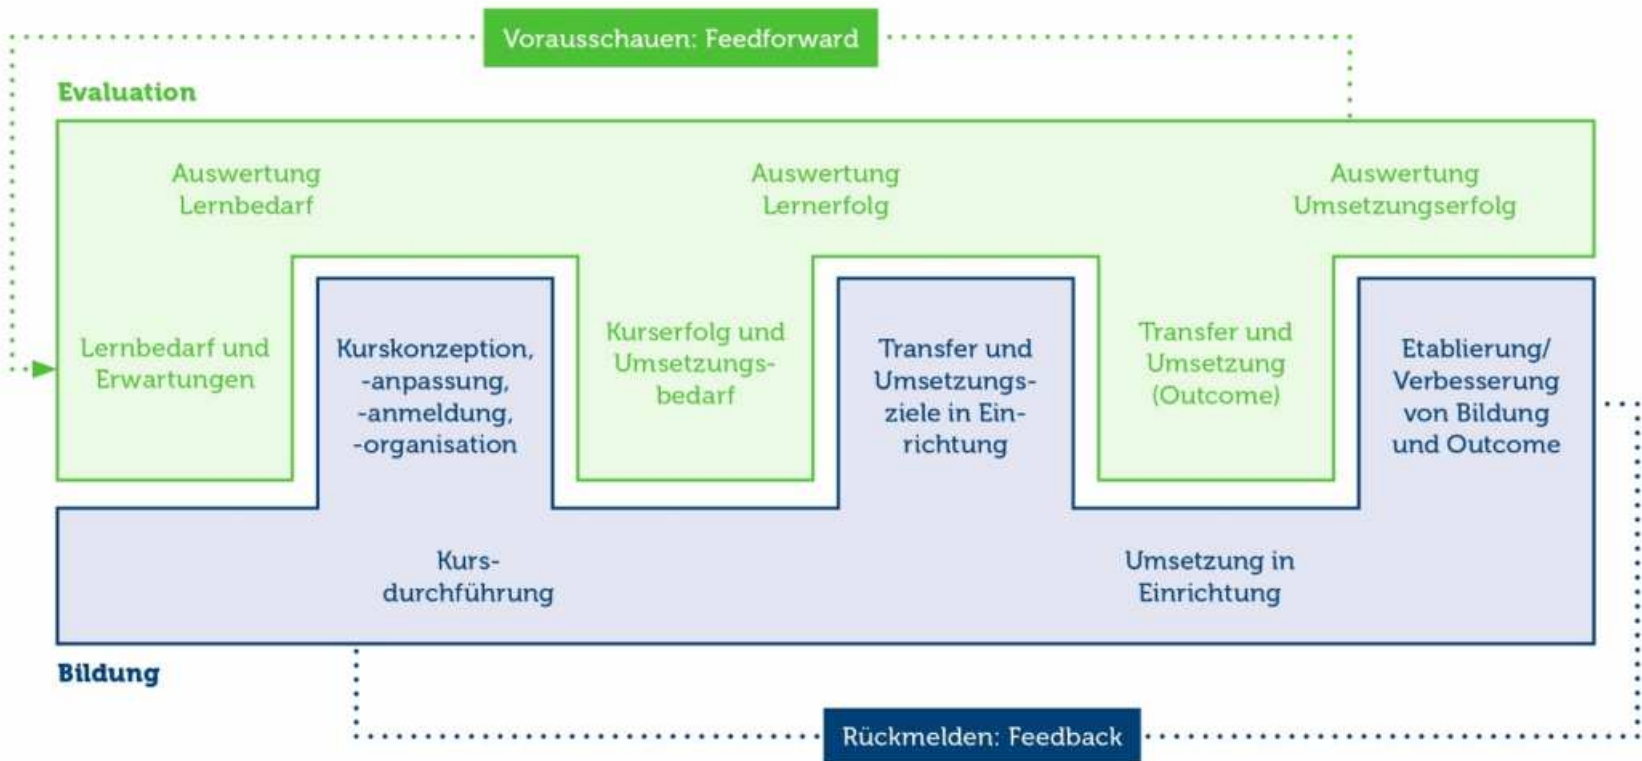 Vorausschauen: Feedforward
Evaluation
Auswertung
Lernbedarf
Auswertung
Lernerfolg
Auswertung
Umsetzungserfolg
Lernbedarf und
Erwartungen
Kurskonzeption,
-anpassung,
-anmeldung,
-organisation
Kurserfolg und
Umsetzungs-
bedarf
Transfer und
Umsetzungs-
ziele in Ein-
richtung
Transfer und
Umsetzung
(Outcome)
Etablierung/
Verbesserung
von Bildung
und Outcome
Kurs-
durchführung
Umsetzung in
Einrichtung
Bildung
Rückmelden: Feedback